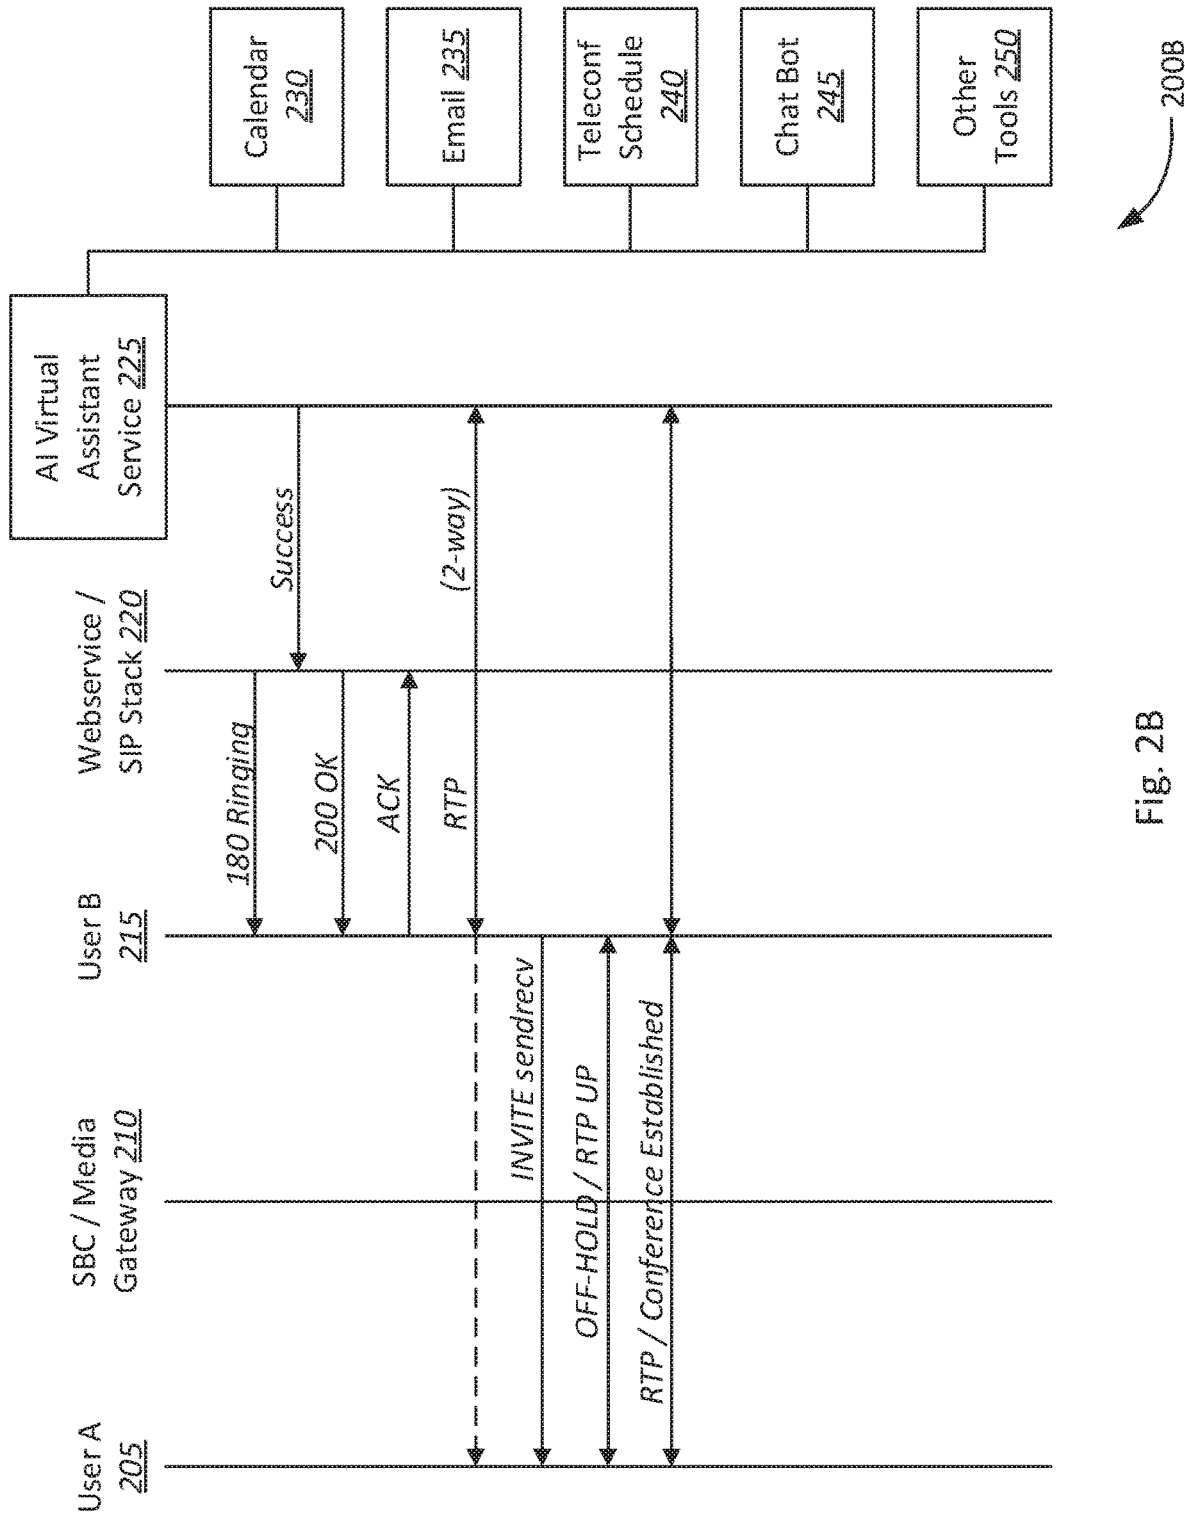 User A
205
SBC / Media
Gateway 210
User B
215
Webservice /
SIP Stack 220
AI Virtual
Assistant
Service 225
Calendar
230
Email 235
Teleconf
Schedule
240
Chat Bot
245
Other
Tools 250
180 Ringing
Success
200 OK
ACK
RTP
(2-way)
INVITE sendrecv
OFF-HOLD / RTP UP
RTP / Conference Established
200B
Fig. 2B